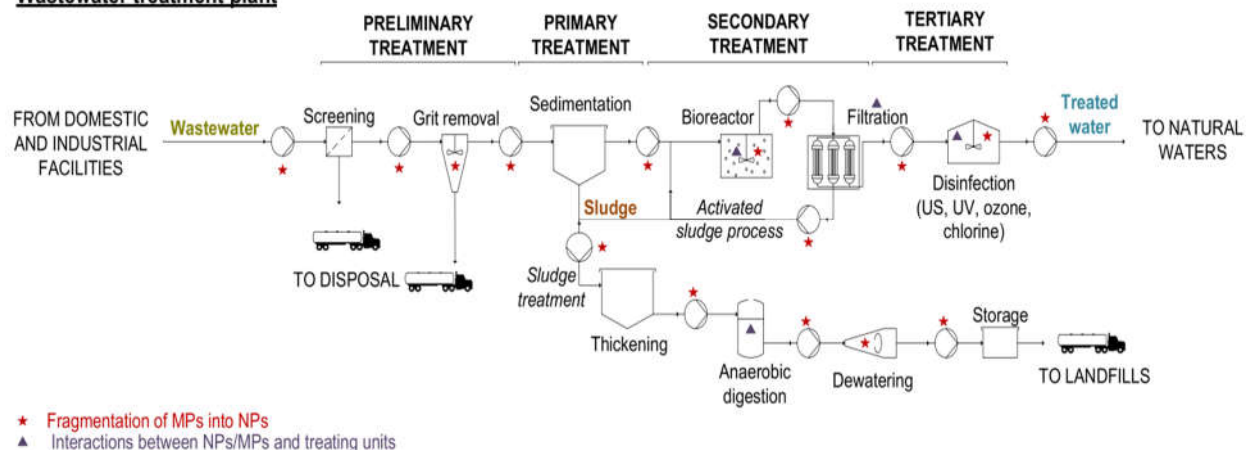 Wastewater treatment plant
PRELIMINARY
TREATMENT
PRIMARY
TREATMENT
SECONDARY
TREATMENT
TERTIARY
TREATMENT
FROM DOMESTIC
AND INDUSTRIAL
FACILITIES
Wastewater
Screening
Grit removal
Sedimentation
Bioreactor
Filtration
Treated
water
TO NATURAL
WATERS
Disinfection
(US, UV, ozone,
chlorine)
Sludge
Activated
sludge process
TO DISPOSAL
Sludge
treatment
Thickening
Anaerobic
digestion
Dewatering
Storage
TO LANDFILLS
Fragmentation of MPs into NPs
Interactions between NPs/MPs and treating units